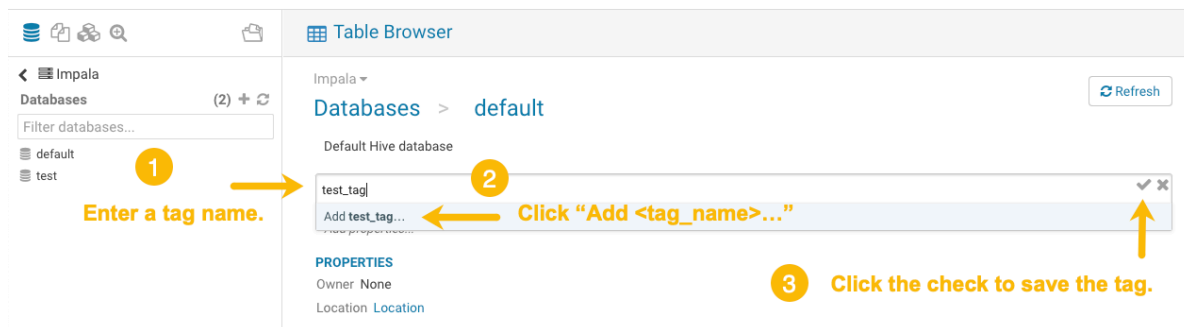 Table Browser
Impala
Databases (2)
Filter databases...
default
test
Impala
Databases > default
Refresh
Default Hive database
1
Enter a tag name.
test_tag
2
Add test_tag...
Click “Add <tag_name>...”
Add properties...
3
Click the check to save the tag.
PROPERTIES
Owner None
Location Location